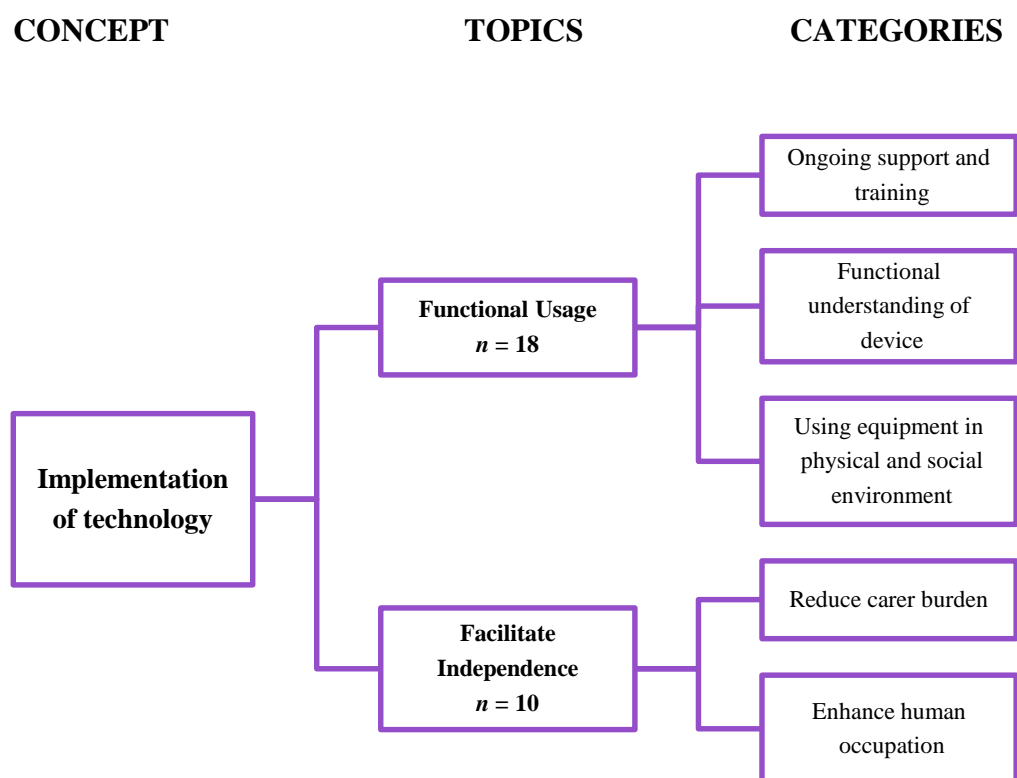 CONCEPT TOPICS CATEGORIES
Ongoing support and
training
Functional
understanding of
device
Functional Usage
n = 18
Using equipment in
physical and social
environment
Implementation
of technology
Reduce carer burden
Facilitate
Independence
n = 10
Enhance human
occupation